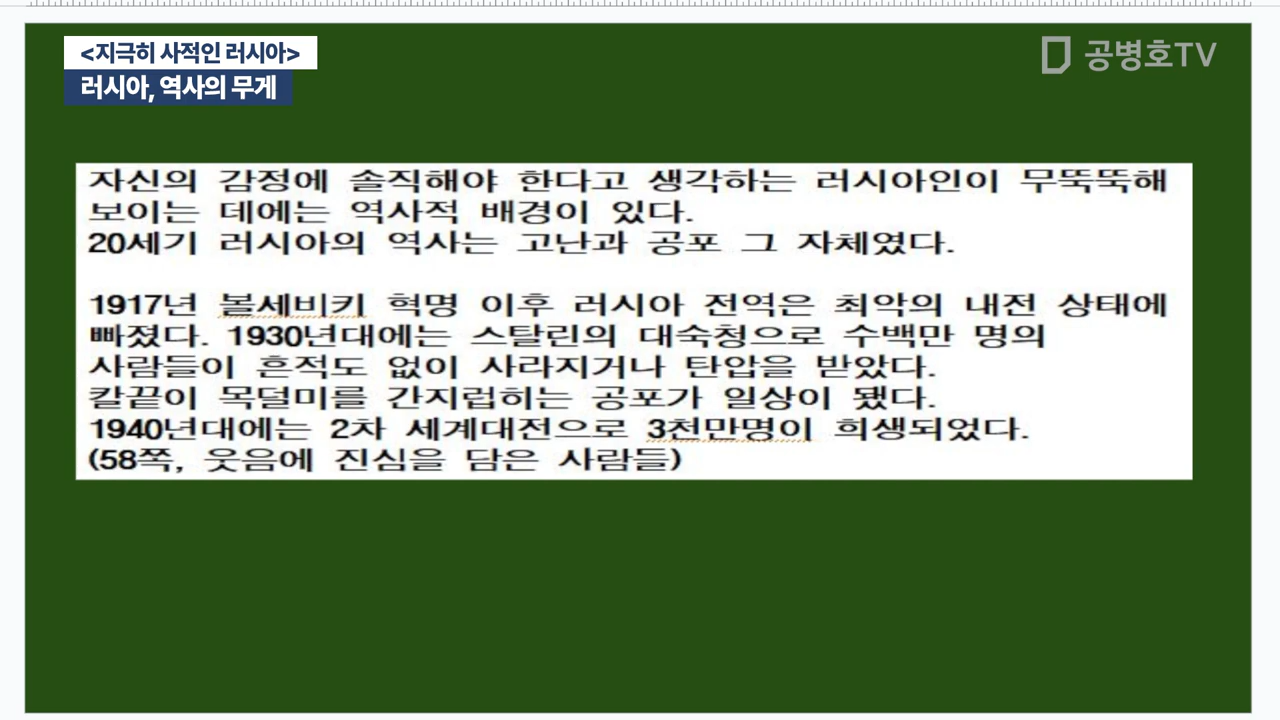 <지극히 사적인 러시아>
러시아, 역사의 무게
공병호TV
자신의 감정에 솔직해야 한다고 생각하는 러시아인이 무뚝뚝해
보이는 데에는 역사적 배경이 있다.
20세기 러시아의 역사는 고난과 공포 그 자체였다.
1917년 볼세비키 혁명 이후 러시아 전역은 최악의 내전 상태에
빠졌다. 1930년대에는 스탈린의 대숙청으로 수백만 명의
사람들이 흔적도 없이 사라지거나 탄압을 받았다.
칼끝이 목덜미를 간지럽히는 공포가 일상이 됐다.
1940년대에는 2차 세계대전으로 3천만명이 희생되었다.
(58쪽, 웃음에 진심을 담은 사람들)